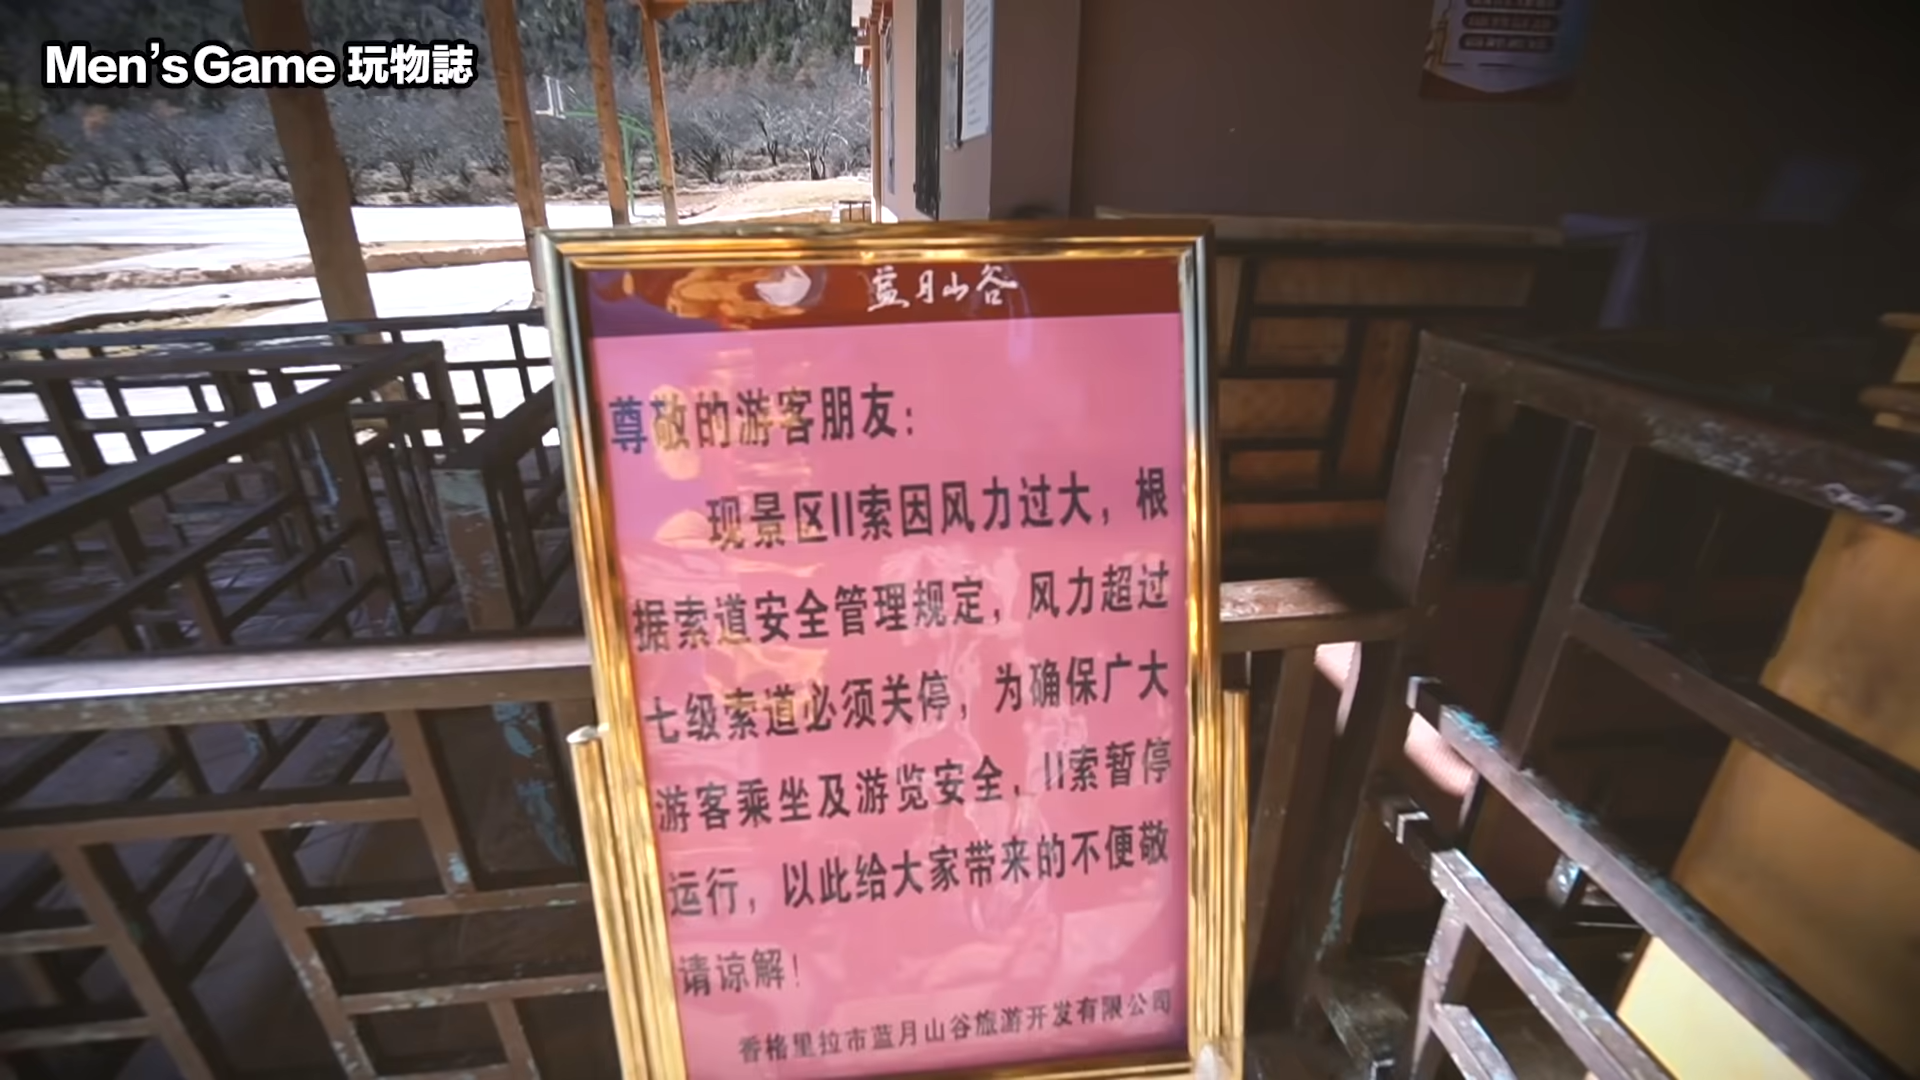 Men'sGame 玩物誌
蓝月山谷
尊敬的游客朋友：
现景区II索因风力过大，根
据索道安全管理规定，风力超过
七级索道必须关停，为确保广大
游客乘坐及游览安全，II索暂停
运行，以此给大家带来的不便敬
请谅解！
香格里拉市蓝月山谷旅游开发有限公司